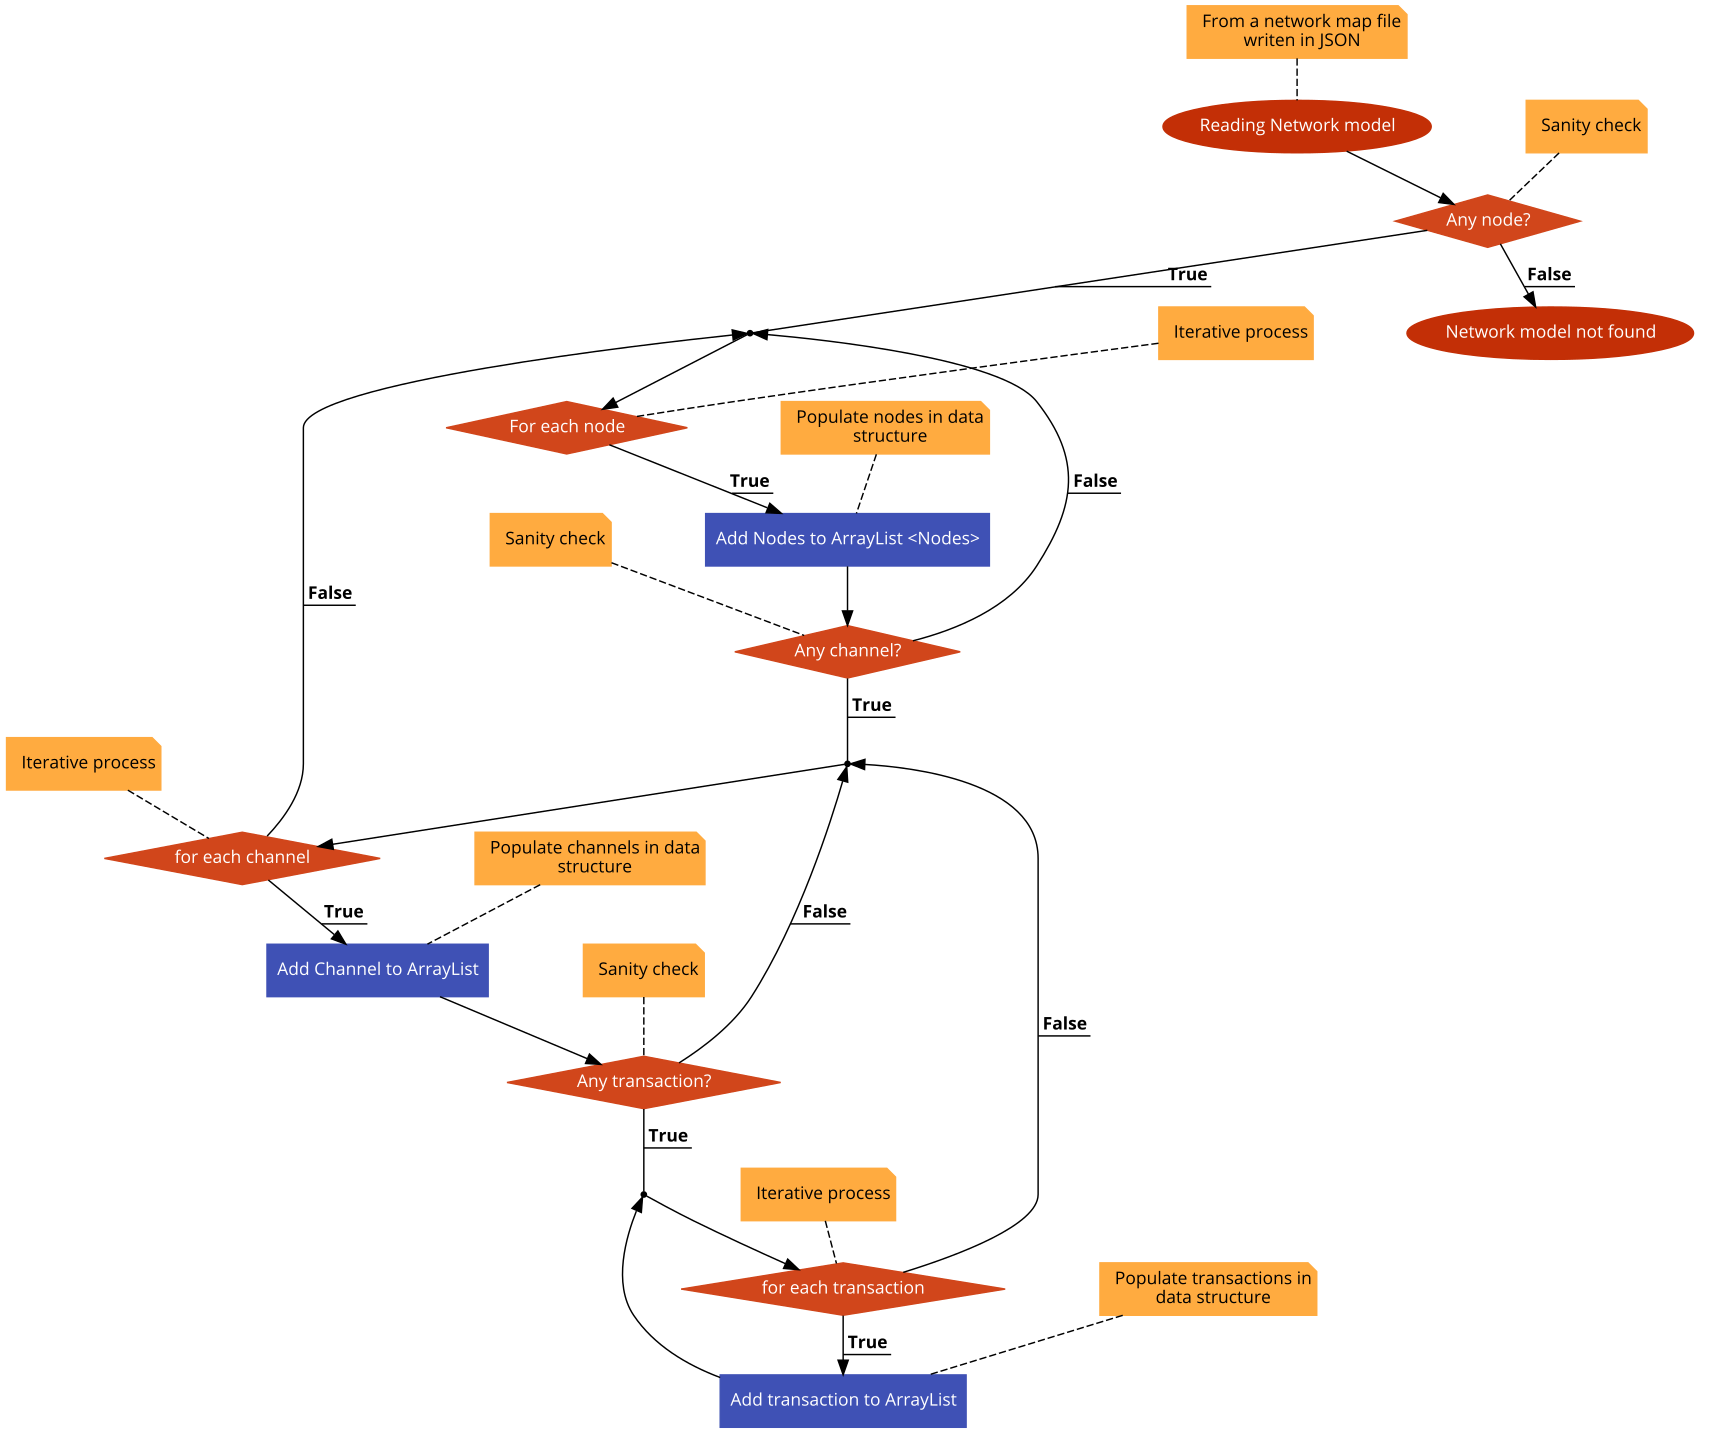 From a network map file
writen in JSON
Reading Network model
Sanity check
Any node?
True
False
Iterative process
Network model not found
For each node
Populate nodes in data
structure
True
False
Sanity check
Add Nodes to ArrayList <Nodes>
False
Any channel?
True
Iterative process
for each channel
Populate channels in data
structure
True
False
Add Channel to ArrayList
Sanity check
False
Any transaction?
True
Iterative process
for each transaction
Populate transactions in
data structure
True
Add transaction to ArrayList